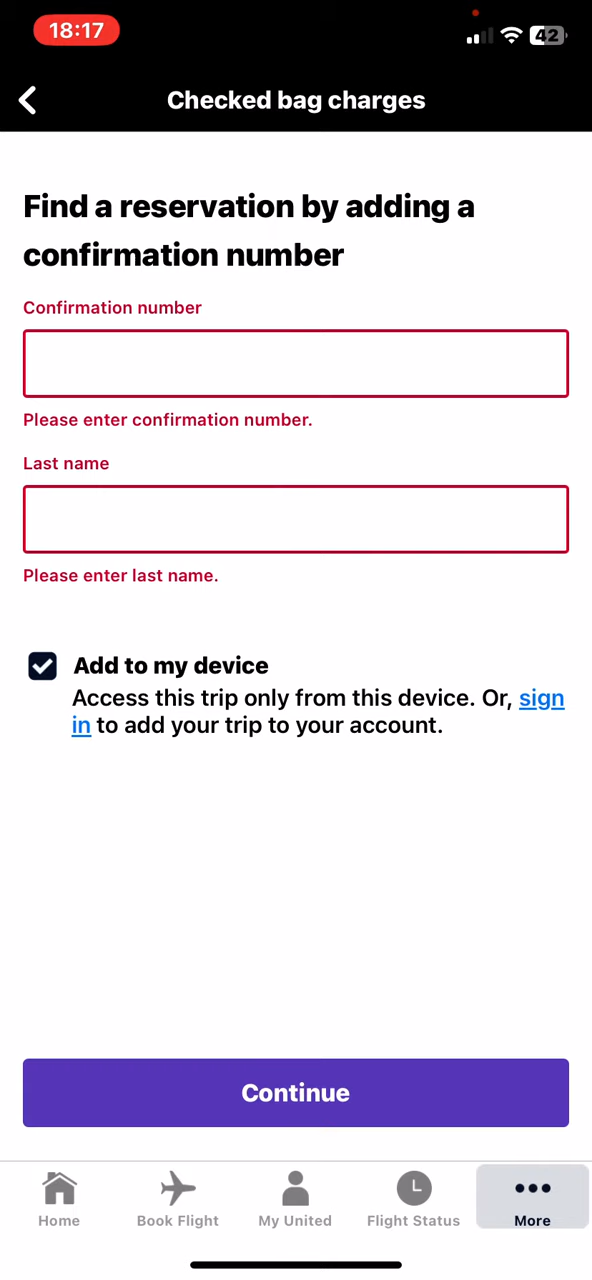 18:17
42
Checked bag charges
Find a reservation by adding a
confirmation number
Confirmation number
Please enter confirmation number.
Last name
Please enter last name.
Add to my device
Access this trip only from this device. Or, sign
in to add your trip to your account.
Continue
Home
Book Flight
My United
Flight Status
More